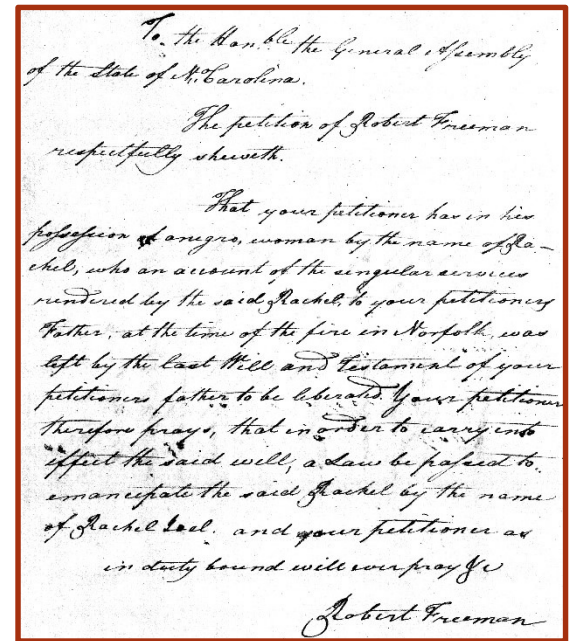 To. the Hon.ble the General Assembly
of the State of N. Carolina.
The petition of Robert Freeman
respectfully sheweth.
That your petitioner has in his
possession a negro, woman by the name of Ra-
chel, who an account of the singular services
rendered by the said Rachel, to your petitioners
Father, at the time of the fire in Norfolk, was
left by the last Will and Testament of your
petitioners father to be liberated. Your petitioner
therefore prays, that in order to carry into
effect the said will, a Law be passed to.
emancipate the said Rachel by the name
of Rachel and your petitioner as
in duty bound will ever pray &c
Robert Freeman